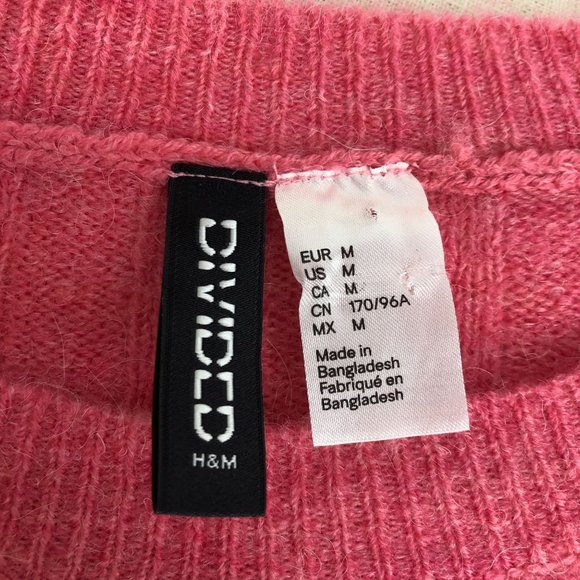 DIVIDED
H&M
EUR M
US M
CA M
CN 170/96A
MX M
Made in
Bangladesh
Fabriqué en
Bangladesh